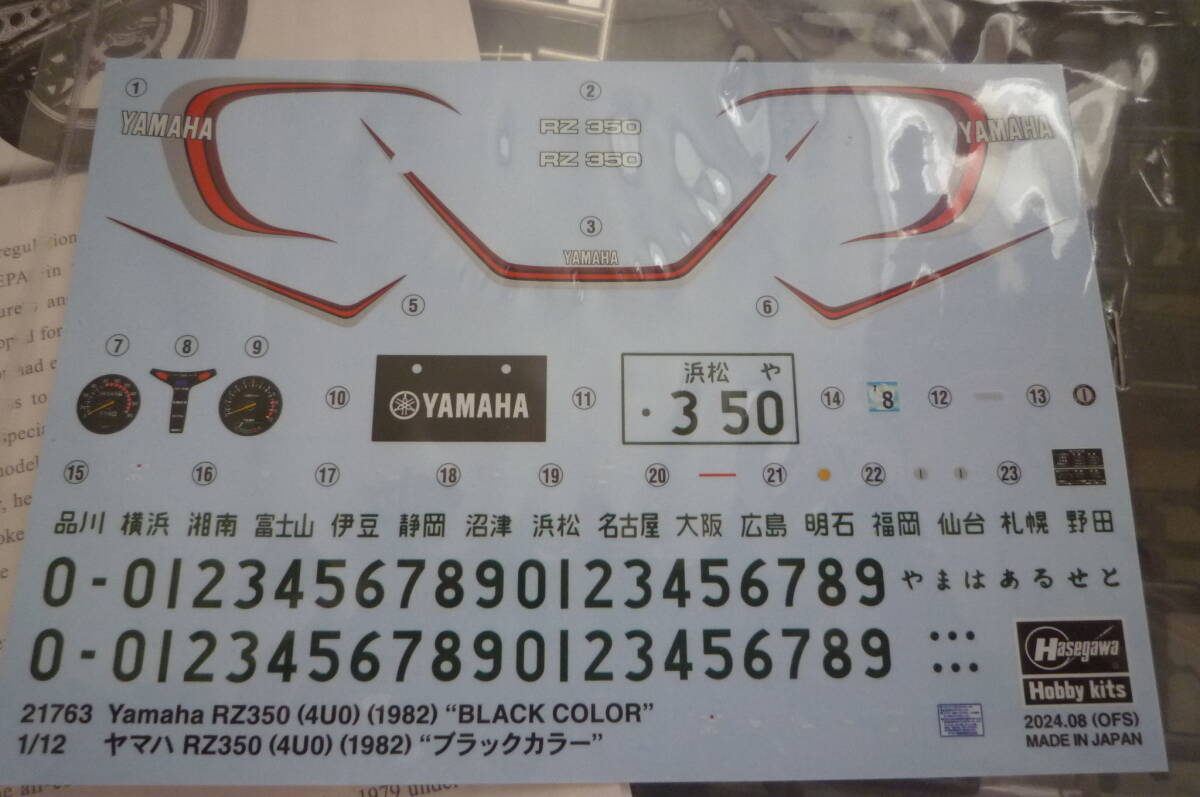 ① ②
YAMAHA
RZ 350
YAMAHA
RZ 350
③
YAMAHA
⑤ ⑥
⑦ ⑧ ⑨
⑩ YAMAHA ⑪
浜松 や
・3 50
⑭ 8 ⑫ ⑬
⑮ ⑯ ⑰ ⑱ ⑲ ⑳ ㉑ ㉒ ㉓
品川 横浜 湘南 富士山 伊豆 静岡 沼津 浜松 名古屋 大阪 広島 明石 福岡 仙台 札幌 野田
0-01234567890123456789 やまはあるせと
0-01234567890123456789 ••• •••
Hasegawa
Hobby kits
21763 Yamaha RZ350 (4U0) (1982) “BLACK COLOR”
1/12 ヤマハ RZ350 (4U0) (1982) “ブラックカラー”
2024.08 (OFS)
MADE IN JAPAN
EPA in
1979 under